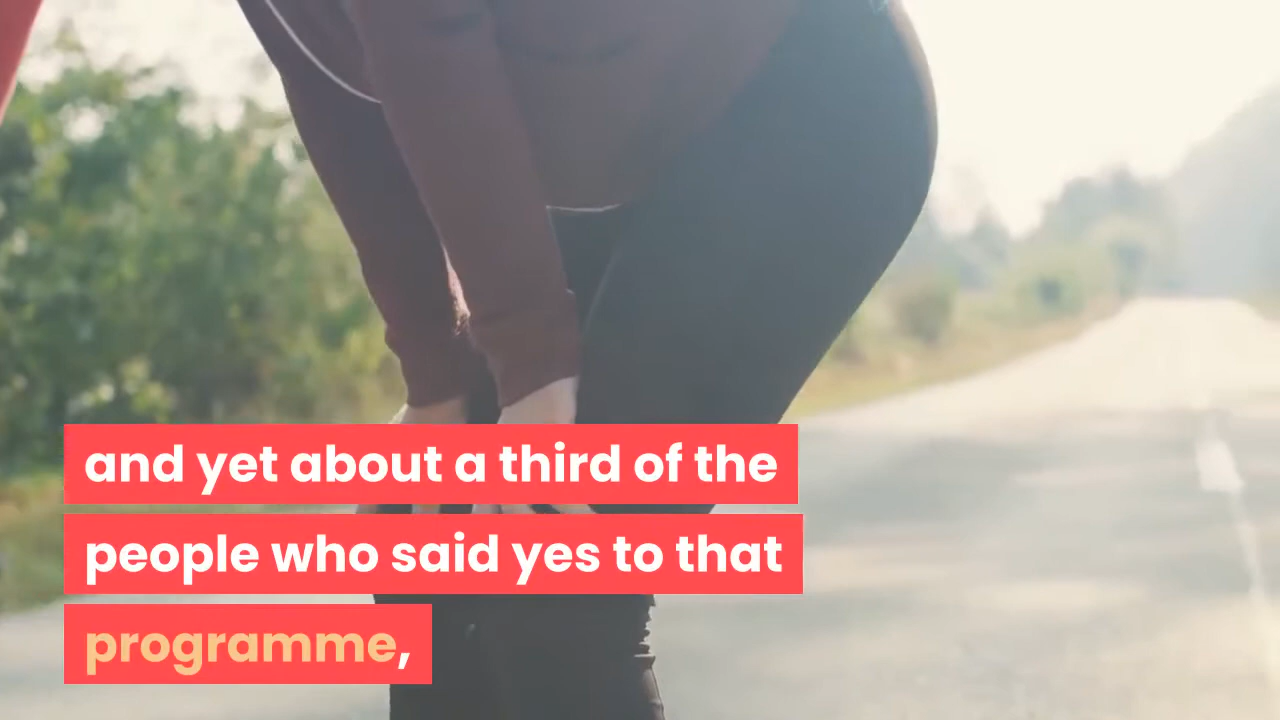 and yet about a third of the
people who said yes to that
programme,